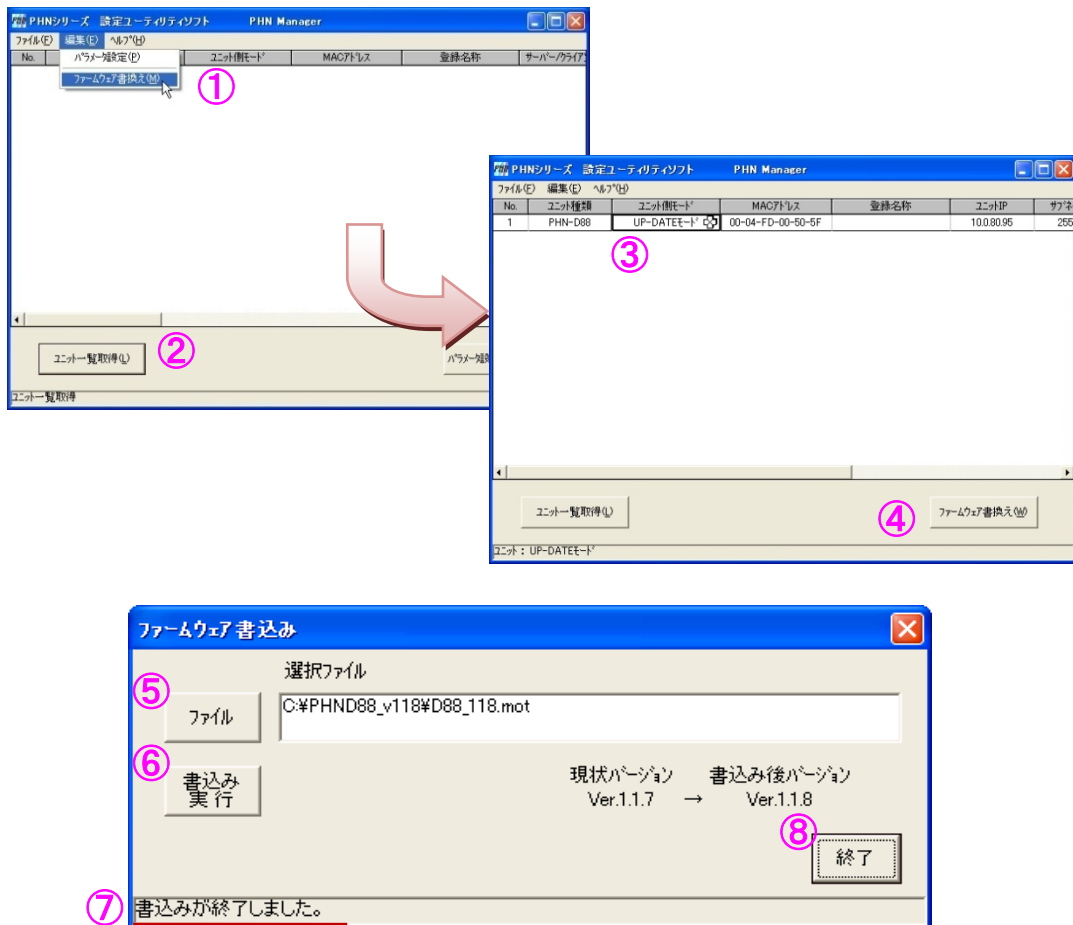 PHNシリーズ 設定ユーティリティソフト PHN Manager
ファイル(F) 編集(E) ヘルプ(H)
No. ユニット側モード MACアドレス 登録名称 サーバー/クライア
パラメータ設定(P)
ファームウェア書換え(M)
①
②
ユニット一覧取得(L)
パラメータ設
ユニット一覧取得
PHNシリーズ 設定ユーティリティソフト PHN Manager
ファイル(F) 編集(E) ヘルプ(H)
No. ユニット種類 ユニット側モード MACアドレス 登録名称 ユニットIP サブネ
1 PHN-D88 UP-DATEモード 00-04-FD-00-50-5F 10.0.80.95 255
③
ユニット一覧取得(L)
④
ファームウェア書換え(W)
ユニット : UP-DATEモード
ファームウェア書込み
選択ファイル
⑤
ファイル
C:¥PHND88_v118¥D88_118.mot
⑥
書込み
実行
現状バージョン 書込み後バージョン
Ver.1.1.7 → Ver.1.1.8
⑧
終了
⑦
書込みが終了しました。